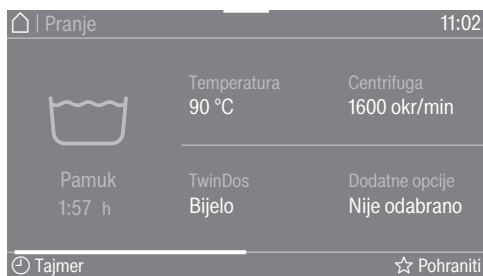 | Pranje 11:02
Temperatura Centrifuga
90 °C 1600 okr/min
Pamuk TwinDos Dodatne opcije
1:57 h Bijelo Nije odabrano
Tajmer Pohraniti